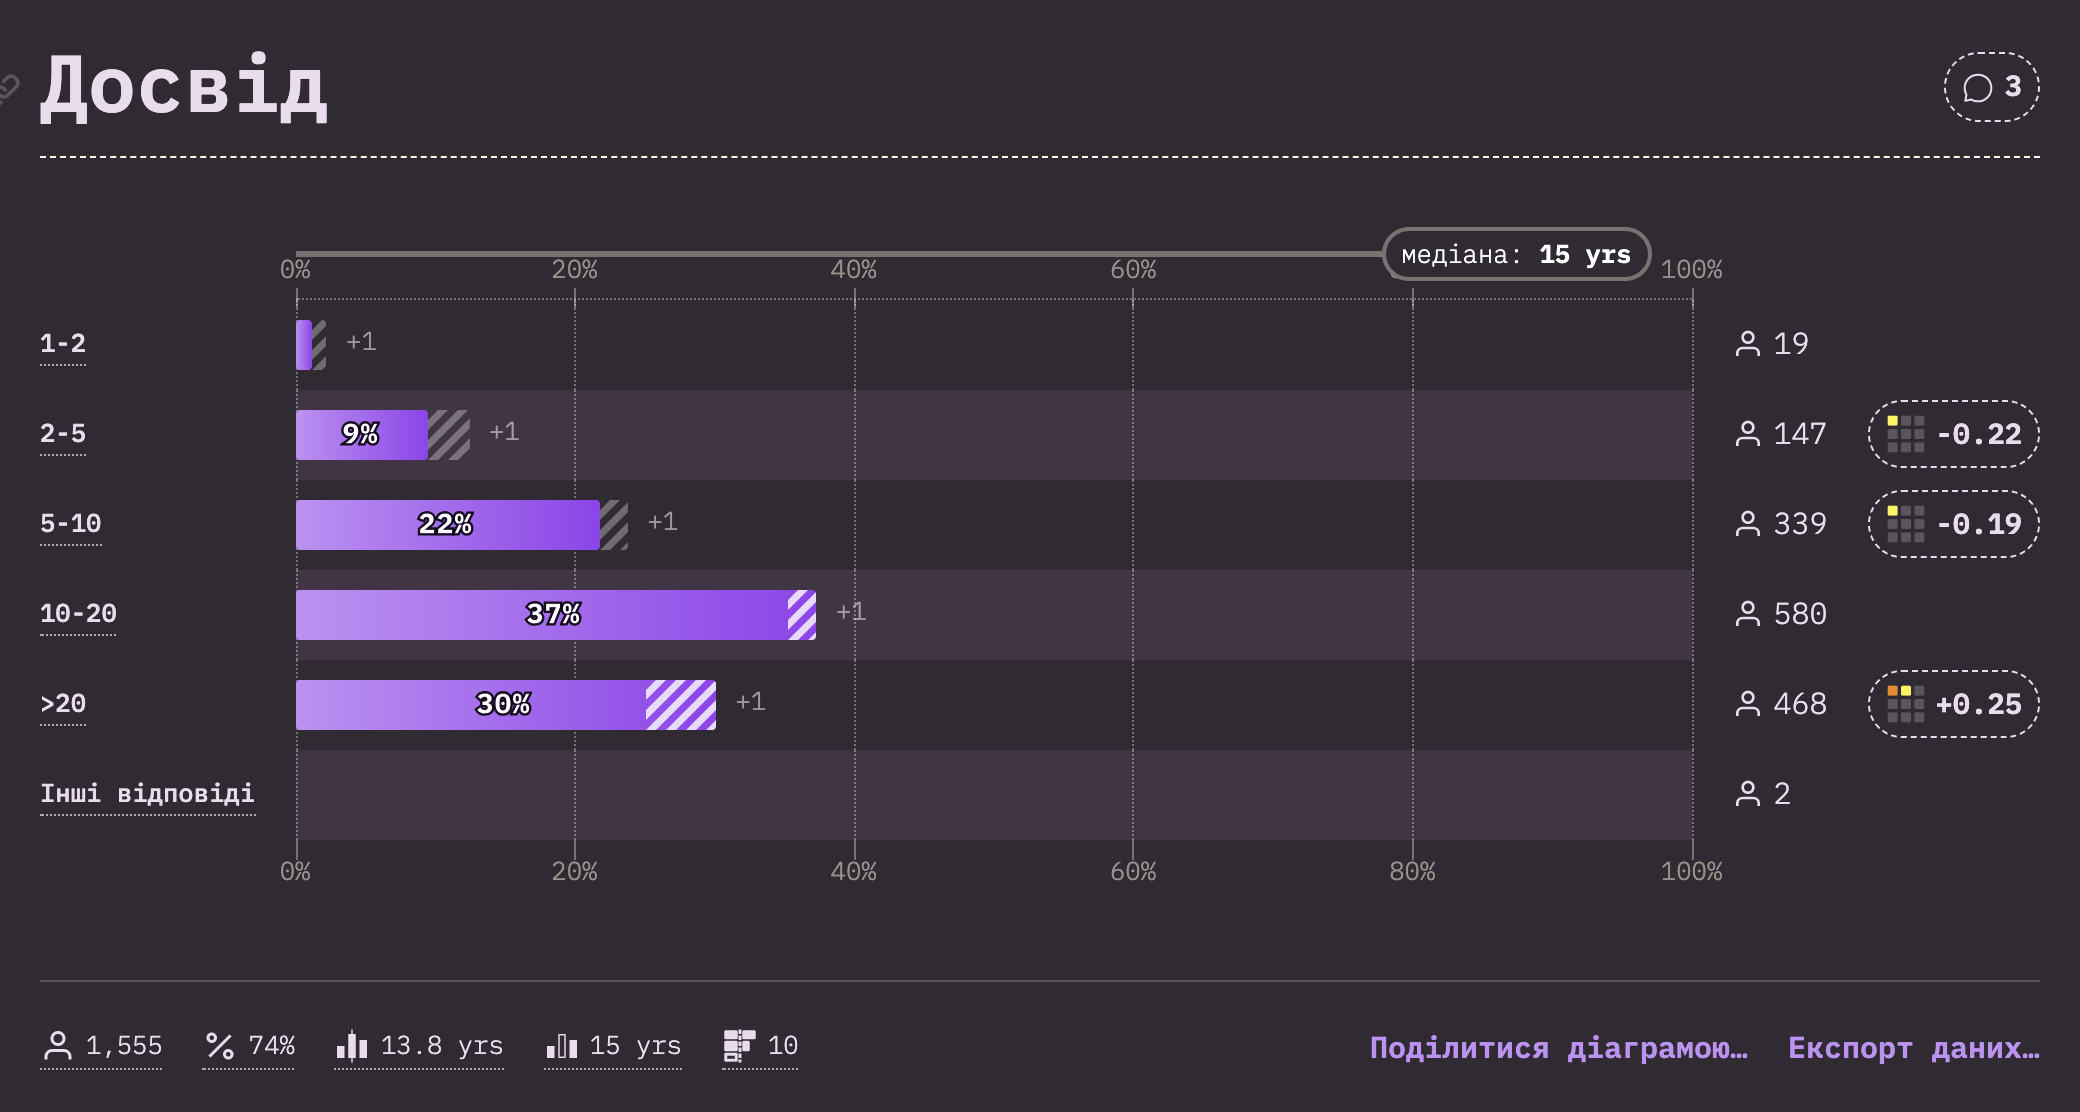 Досвід
3
медіана: 15 yrs
0% 20% 40% 60% 100%
1-2 +1 19
2-5 9% +1 147 -0.22
5-10 22% +1 339 -0.19
10-20 37% +1 580
>20 30% +1 468 +0.25
Інші відповіді 2
0% 20% 40% 60% 80% 100%
1,555 74% 13.8 yrs 15 yrs 10 Поділитися діаграмою… Експорт даних…